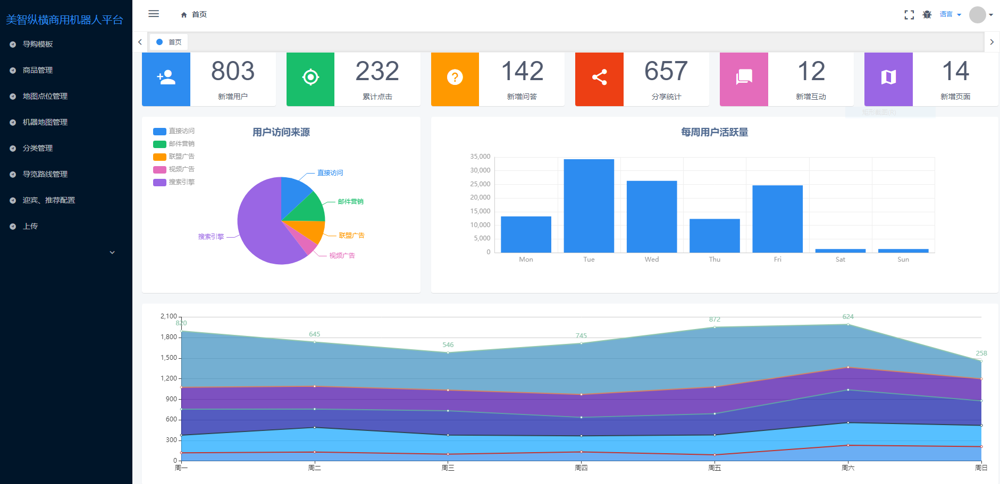 美智纵横商用机器人平台
导购模板
商品管理
地图点位管理
机器地图管理
分类管理
导览路线管理
迎宾、推荐配置
上传
首页
语言
首页
803
新增用户
232
累计点击
142
新增问答
657
分享统计
12
新增互动
14
新增页面
矩形截图(R)
用户访问来源
直接访问
邮件营销
联盟广告
视频广告
搜索引擎
直接访问
邮件营销
联盟广告
视频广告
搜索引擎
每周用户活跃量
35,000
30,000
25,000
20,000
15,000
10,000
5,000
0
Mon Tue Wed Thu Fri Sat Sun
2,100
1,800
1,500
1,200
900
600
300
0
820 645 546 745 872 624 258
周一 周二 周三 周四 周五 周六 周日